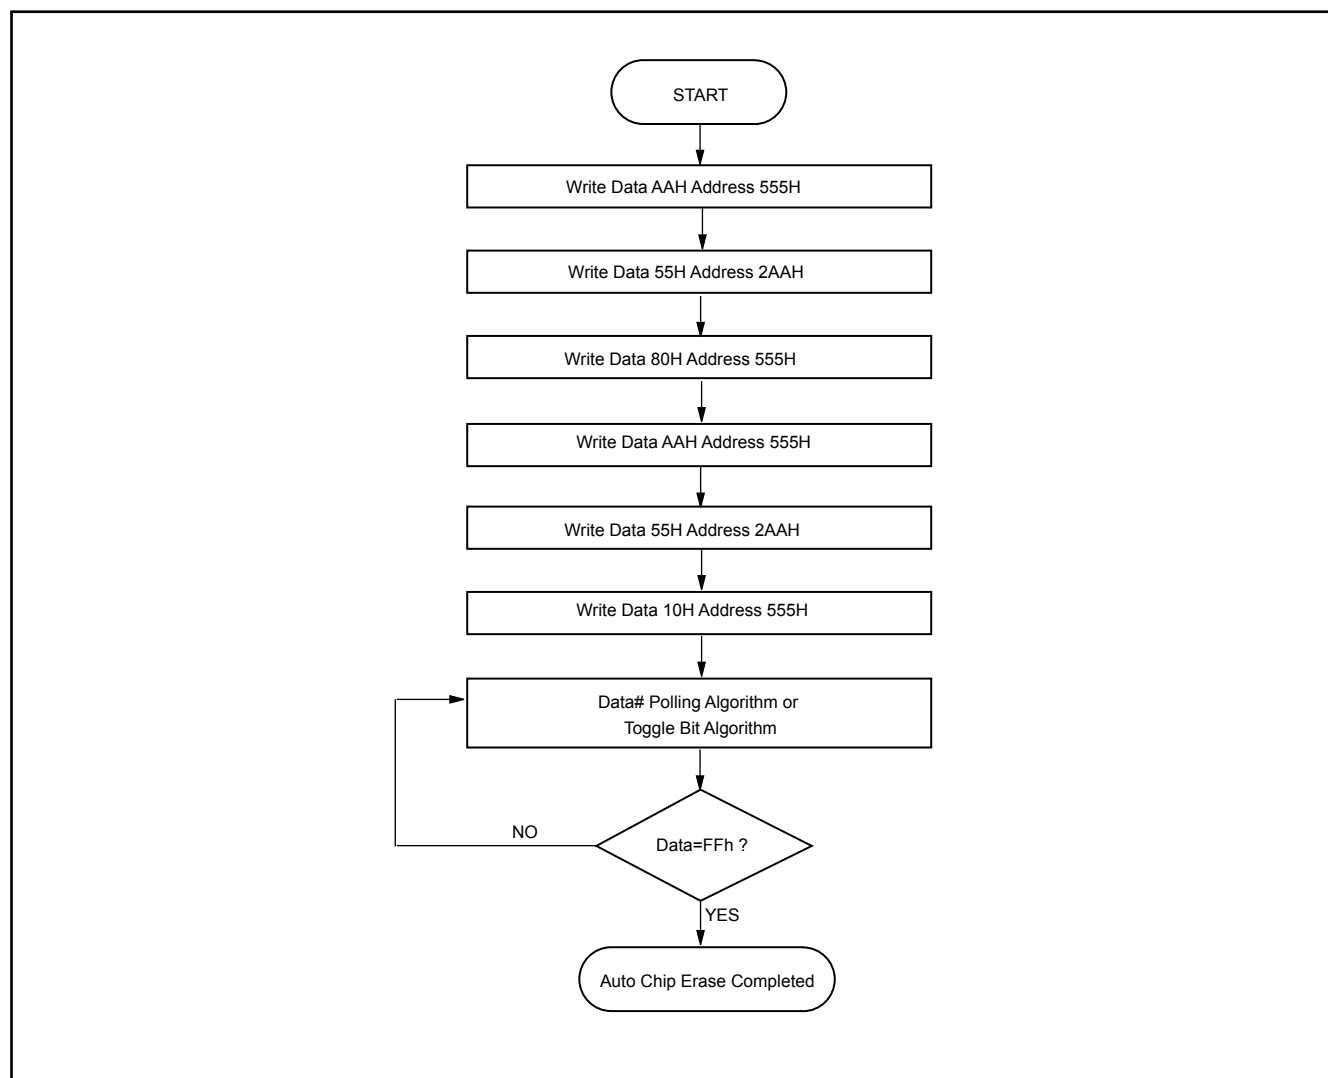 START
Write Data AAH Address 555H
Write Data 55H Address 2AAH
Write Data 80H Address 555H
Write Data AAH Address 555H
Write Data 55H Address 2AAH
Write Data 10H Address 555H
Data# Polling Algorithm or
Toggle Bit Algorithm
NO
Data=FFh ?
YES
Auto Chip Erase Completed